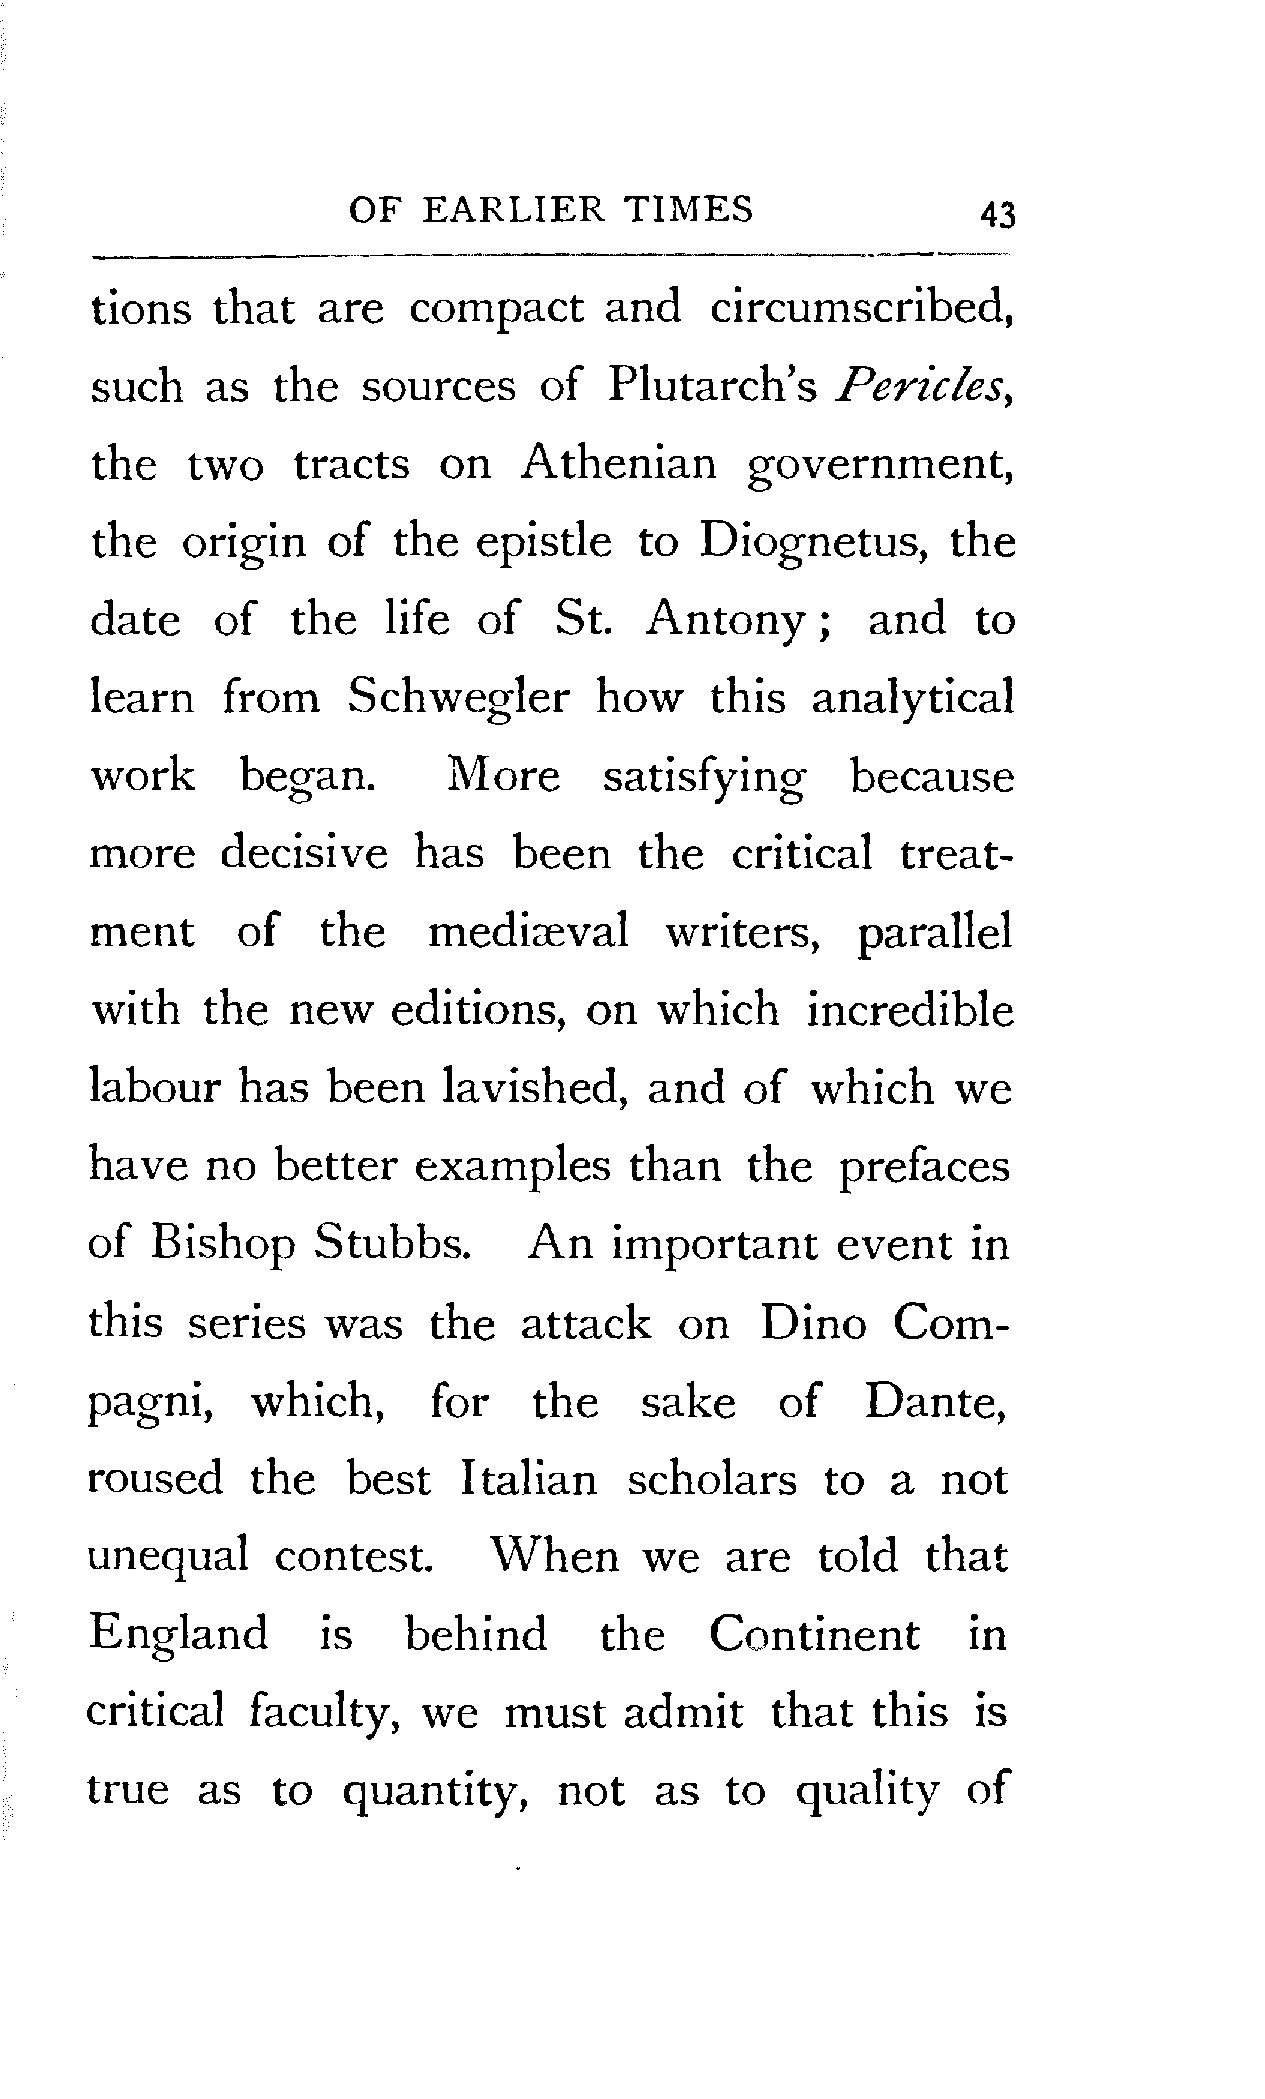 OF EARLIER TIMES 43
tions that are compact and circumscribed,
such as the sources of Plutarch's Pericles,
the two tracts on Athenian government,
the origin of the epistle to Diognetus, the
date of the life of St. Antony ; and to
learn from Schwegler how this analytical
work began. More satisfying because
more decisive has been the critical treat-
ment of the mediæval writers, parallel
with the new editions, on which incredible
labour has been lavished, and of which we
have no better examples than the prefaces
of Bishop Stubbs. An important event in
this series was the attack on Dino Com-
pagni, which, for the sake of Dante,
roused the best Italian scholars to a not
unequal contest. When we are told that
England is behind the Continent in
critical faculty, we must admit that this is
true as to quantity, not as to quality of